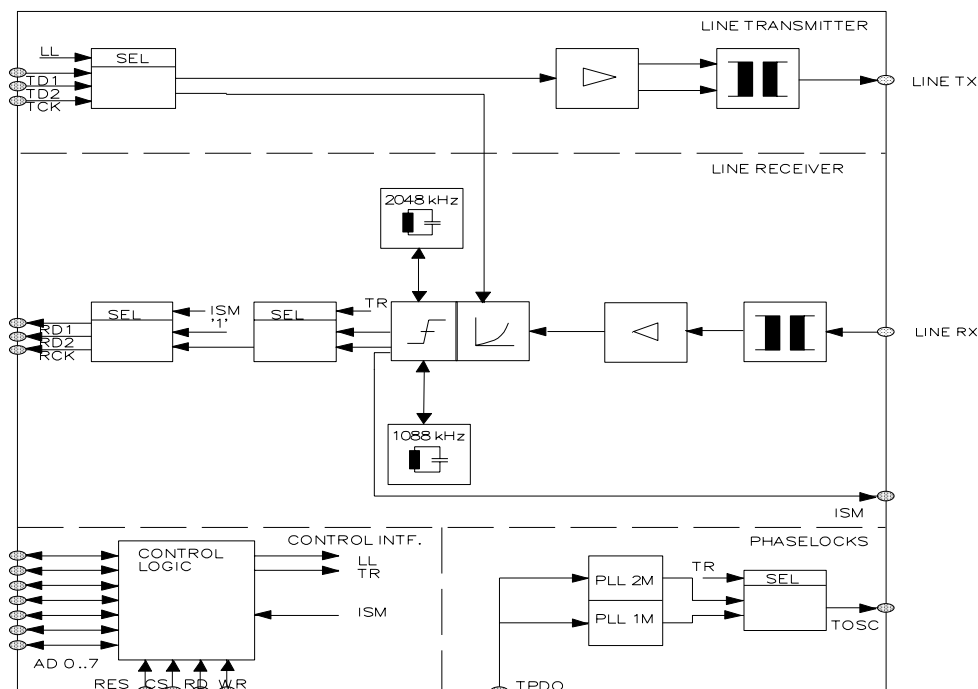 LINE TRANSMITTER
LL
SEL
TD1
TD2
TCK
LINE TX
LINE RECEIVER
2048 kHz
SEL
ISM
'1'
SEL
TR
RD1
RD2
RCK
LINE RX
1088 kHz
ISM
CONTROL INTF.
PHASELOCKS
CONTROL
LOGIC
LL
TR
ISM
AD 0..7
RES CS RD WR
PLL 2M
PLL 1M
TR
SEL
TOSC
TPDO